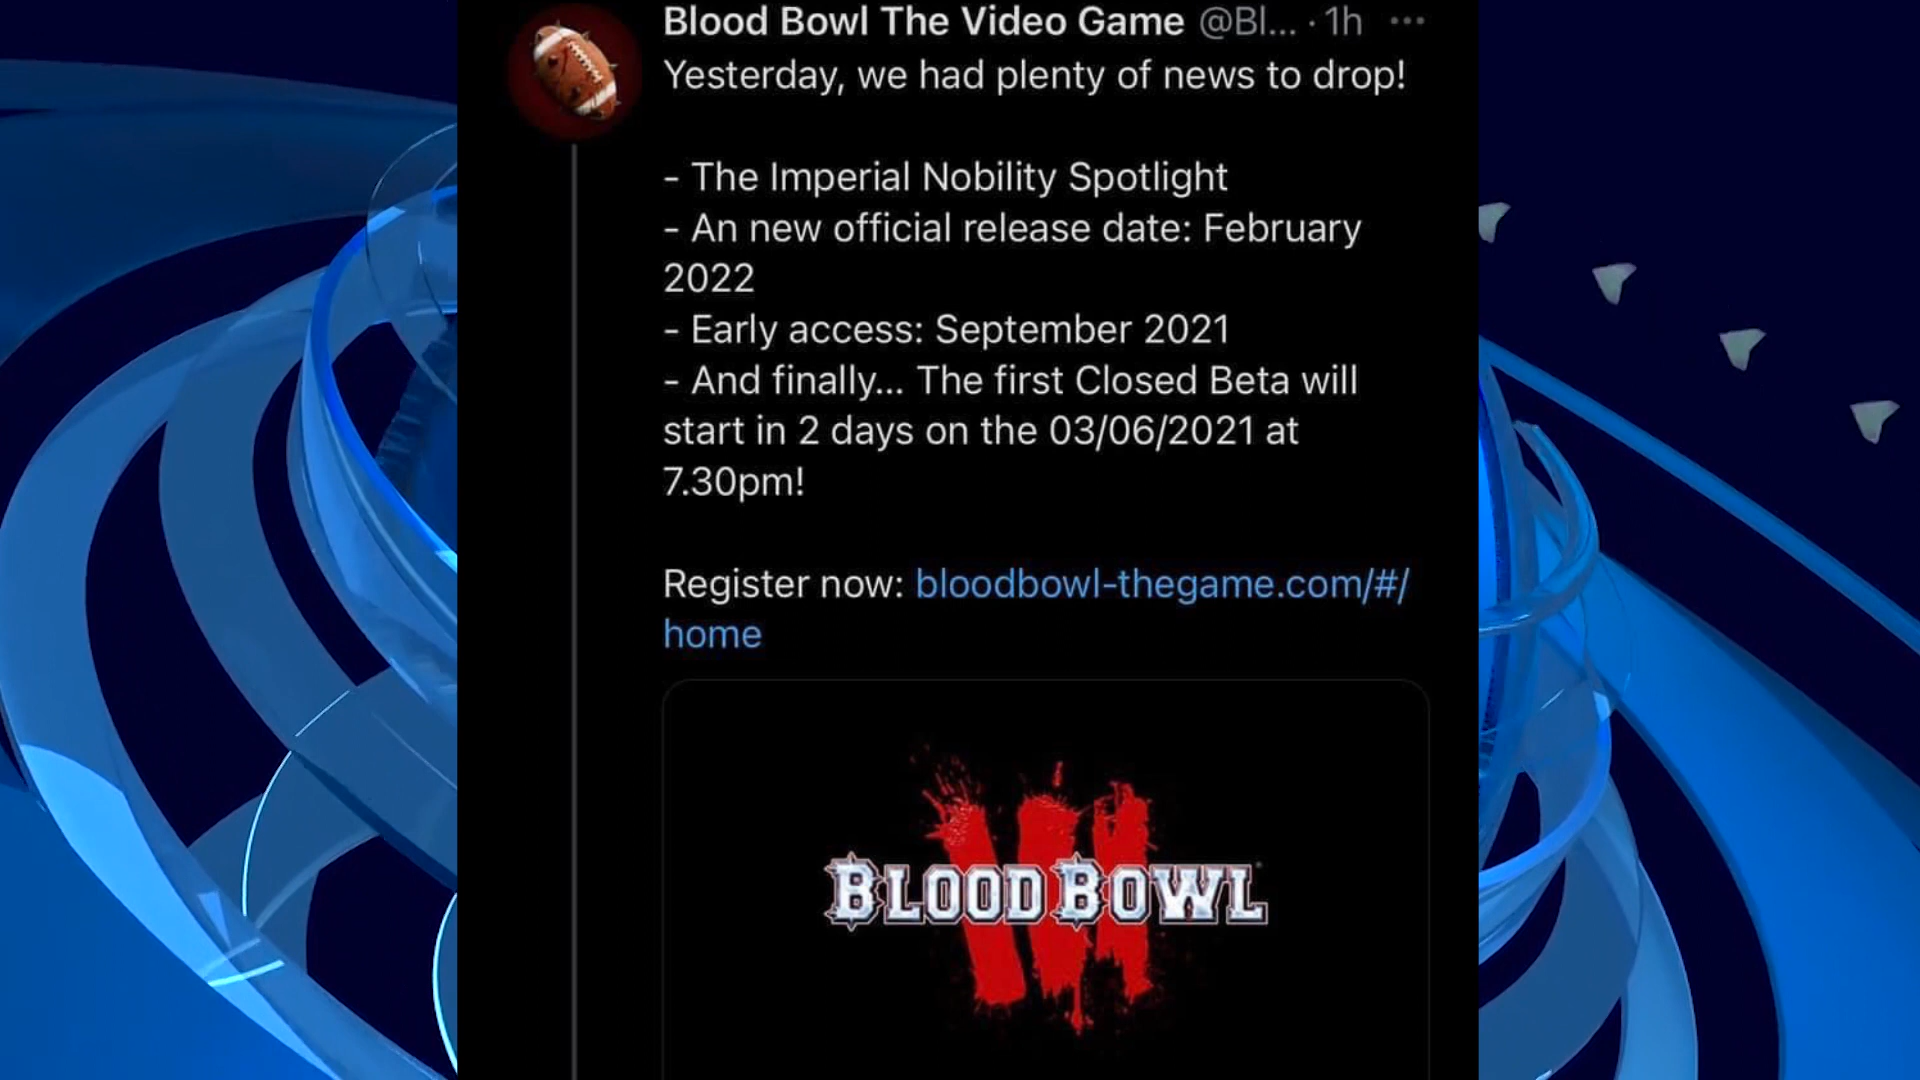 Blood Bowl The Video Game @Bl... · 1h ···
Yesterday, we had plenty of news to drop!
- The Imperial Nobility Spotlight
- An new official release date: February
2022
- Early access: September 2021
- And finally... The first Closed Beta will
start in 2 days on the 03/06/2021 at
7.30pm!
Register now: bloodbowl-thegame.com/#/
home
BLOOD BOWL